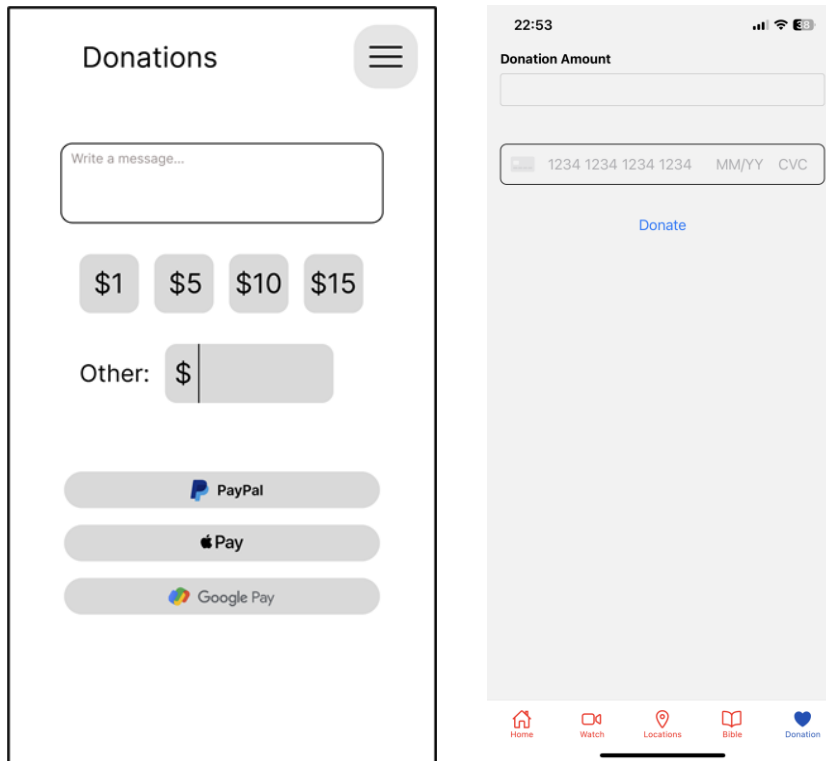 Donations
Write a message...
$1 $5 $10 $15
Other: $
PayPal
Pay
Google Pay
22:53
38
Donation Amount
1234 1234 1234 1234 MM/YY CVC
Donate
Home Watch Locations Bible Donation